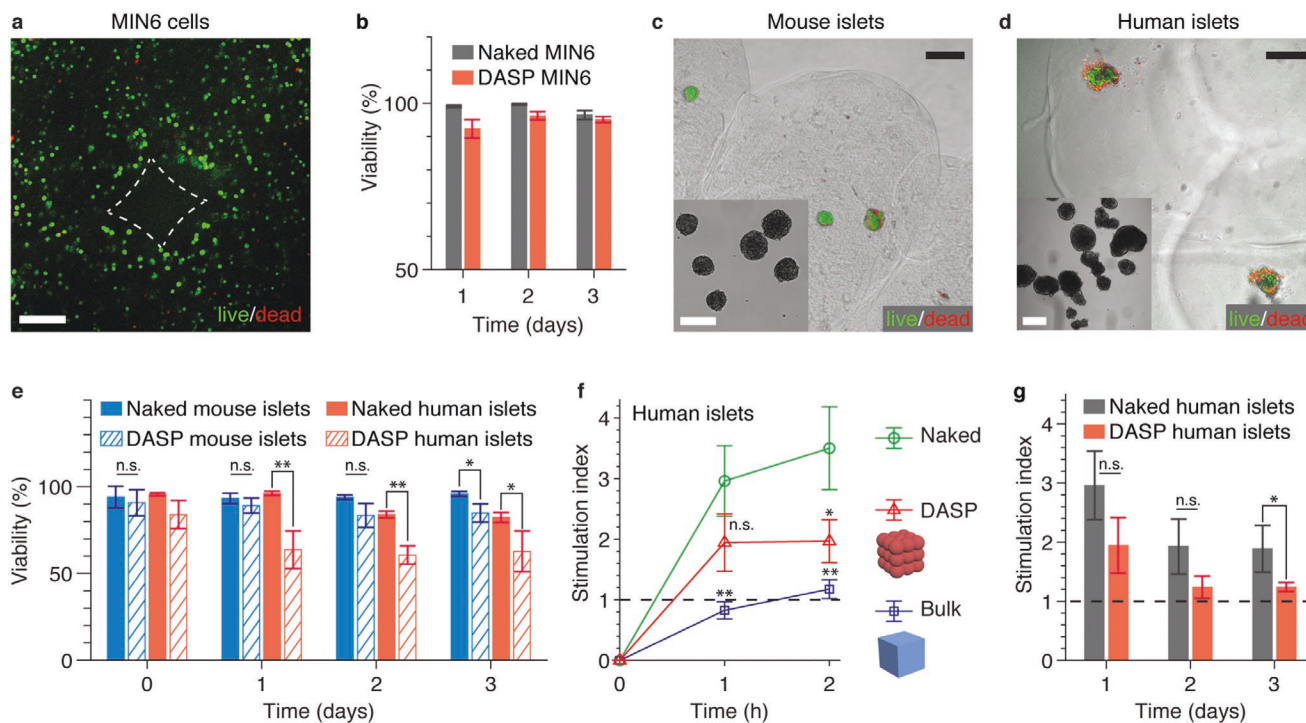 a
MIN6 cells
live/dead
b
Naked MIN6
DASP MIN6
Viability (%)
100
50
1 2 3
Time (days)
c
Mouse islets
live/dead
d
Human islets
live/dead
e
Naked mouse islets
Naked human islets
DASP mouse islets
DASP human islets
Viability (%)
100
50
0
n.s.
n.s.
**
n.s.
**
*
*
0 1 2 3
Time (days)
f
Human islets
Stimulation index
4
3
2
1
0
n.s.
*
**
**
0 1 2
Time (h)
Naked
DASP
Bulk
g
Naked human islets
DASP human islets
Stimulation index
4
3
2
1
0
n.s.
n.s.
*
1 2 3
Time (days)